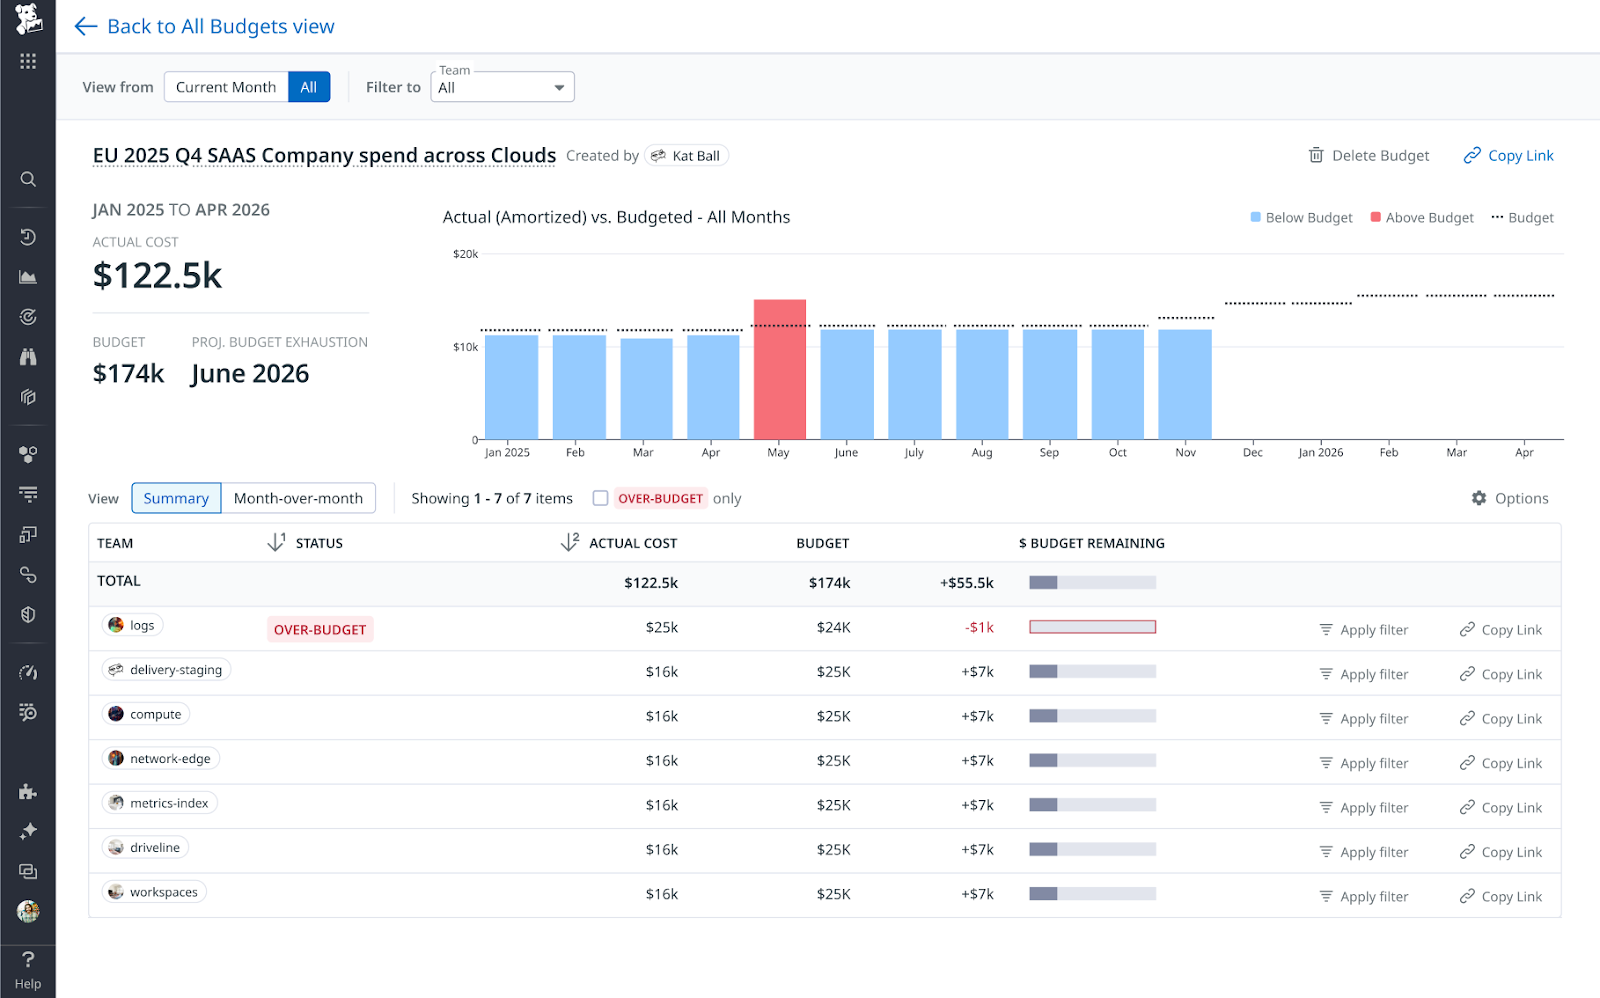 Back to All Budgets view
View from Current Month All Filter to Team All
EU 2025 Q4 SAAS Company spend across Clouds Created by Kat Ball Delete Budget Copy Link
JAN 2025 TO APR 2026
ACTUAL COST
$122.5k
BUDGET PROJ. BUDGET EXHAUSTION
$174k June 2026
Actual (Amortized) vs. Budgeted - All Months Below Budget Above Budget Budget
$20k
$10k
0
Jan 2025 Feb Mar Apr May June July Aug Sep Oct Nov Dec Jan 2026 Feb Mar Apr
View Summary Month-over-month Showing 1 - 7 of 7 items OVER-BUDGET only Options
TEAM 1 STATUS 2 ACTUAL COST BUDGET $ BUDGET REMAINING
TOTAL $122.5k $174k +$55.5k
logs OVER-BUDGET $25k $24K -$1k Apply filter Copy Link
delivery-staging $16k $25K +$7k Apply filter Copy Link
compute $16k $25K +$7k Apply filter Copy Link
network-edge $16k $25K +$7k Apply filter Copy Link
metrics-index $16k $25K +$7k Apply filter Copy Link
driveline $16k $25K +$7k Apply filter Copy Link
workspaces $16k $25K +$7k Apply filter Copy Link
? Help